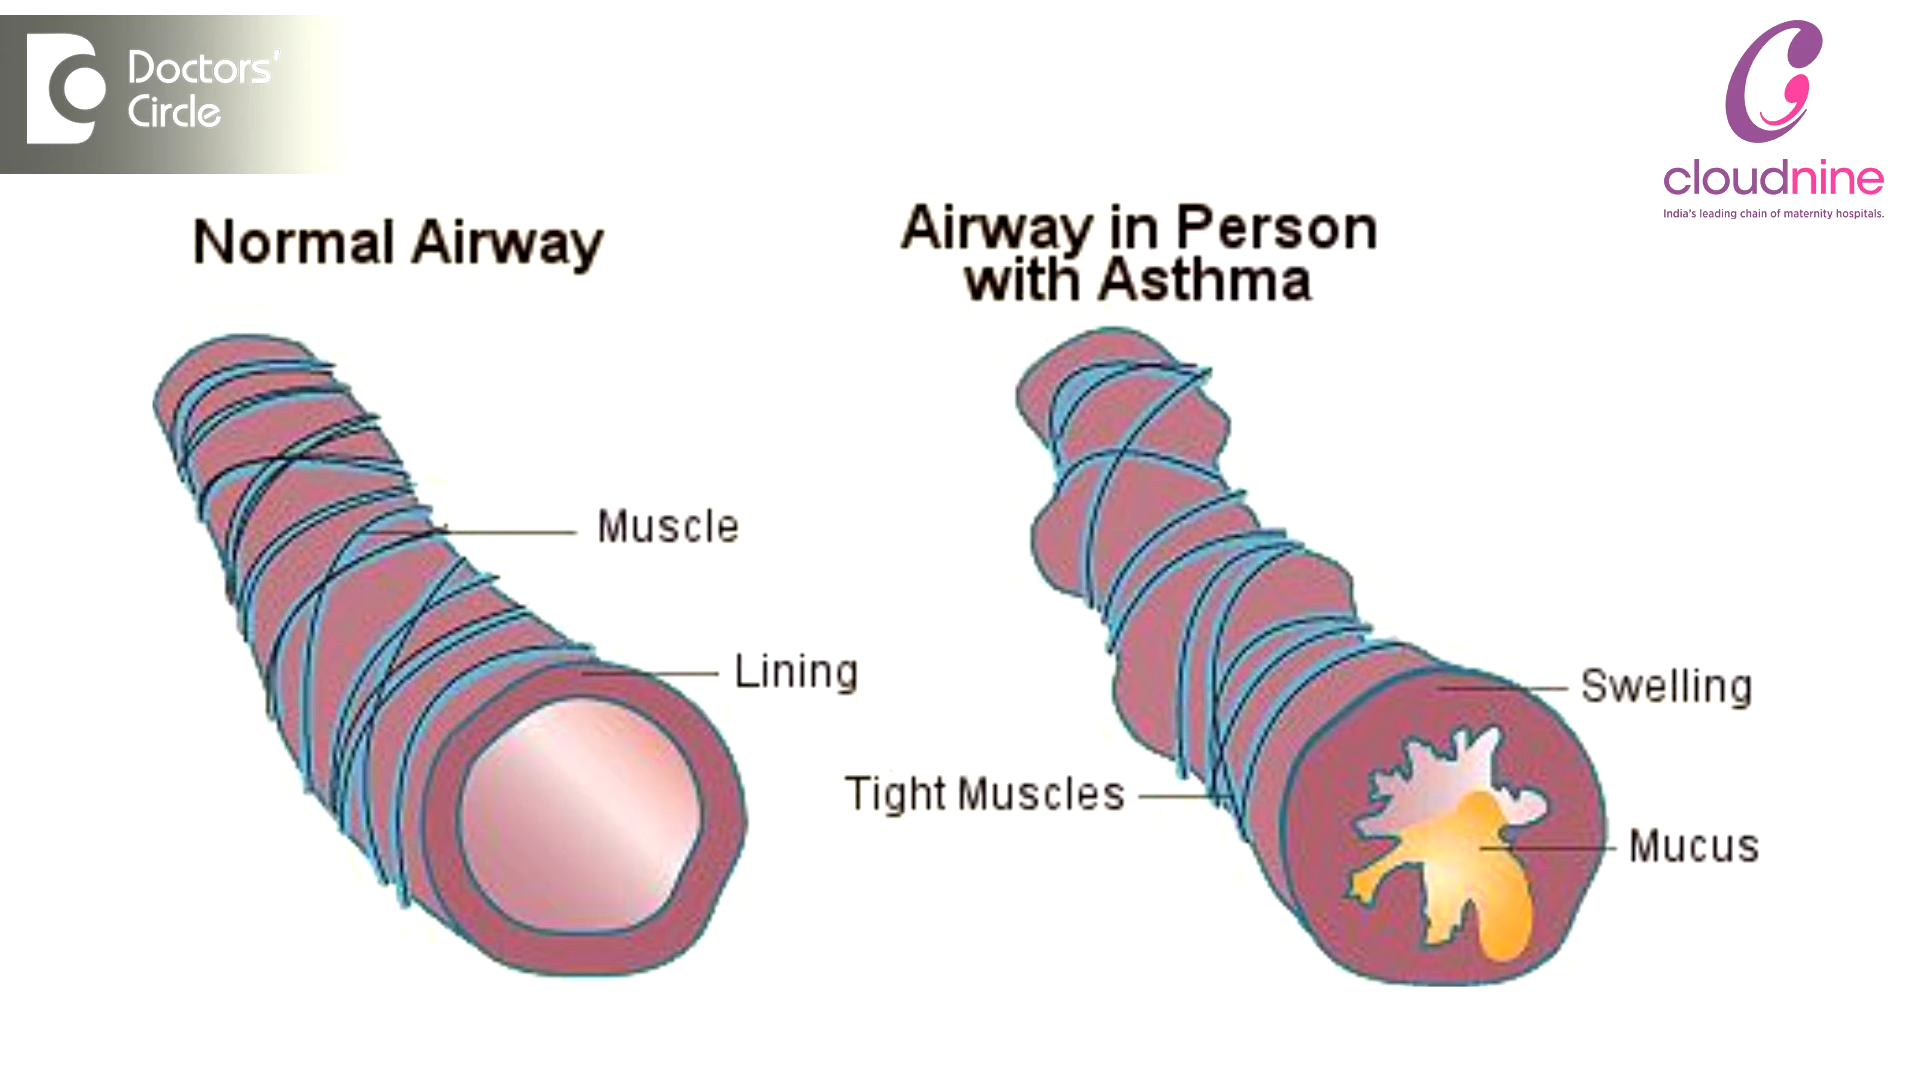 Doctors'
Circle
cloudnine
India's leading chain of maternity hospitals.
Normal Airway
Airway in Person
with Asthma
Muscle
Lining
Swelling
Tight Muscles
Mucus